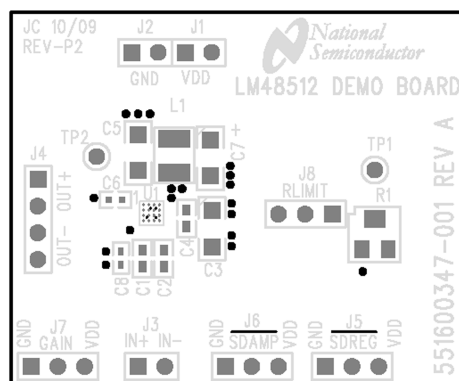 JC 10/09
REV-P2
J2
J1
GND
VDD
National
Semiconductor
LM48512 DEMO BOARD
L1
C5
C7
+
TP2
TP1
J4
OUT+
OUT-
C6
U1
J8
RLIMIT
R1
C4
C3
C8
C1
C2
551600347-001 REV A
GND
J7
GAIN
VDD
J3
IN+ IN-
GND
J6
SDAMP
VDD
GND
J5
SDREG
VDD